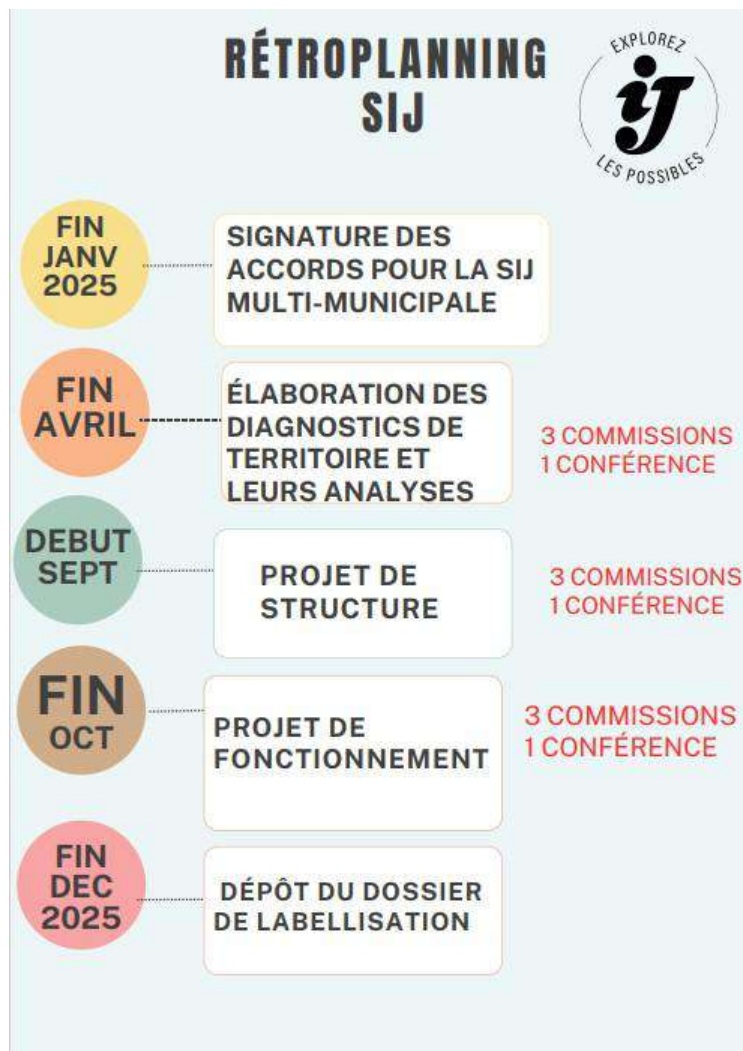 RÉTROPLANNING
SIJ
EXPLOREZ
iJ
LES POSSIBLES
FIN
JANV
2025
SIGNATURE DES
ACCORDS POUR LA SIJ
MULTI-MUNICIPALE
FIN
AVRIL
ÉLABORATION DES
DIAGNOSTICS DE
TERRITOIRE ET
LEURS ANALYSES
3 COMMISSIONS
1 CONFÉRENCE
DEBUT
SEPT
PROJET DE
STRUCTURE
3 COMMISSIONS
1 CONFÉRENCE
FIN
OCT
PROJET DE
FONCTIONNEMENT
3 COMMISSIONS
1 CONFÉRENCE
FIN
DEC
2025
DÉPÔT DU DOSSIER
DE LABELLISATION